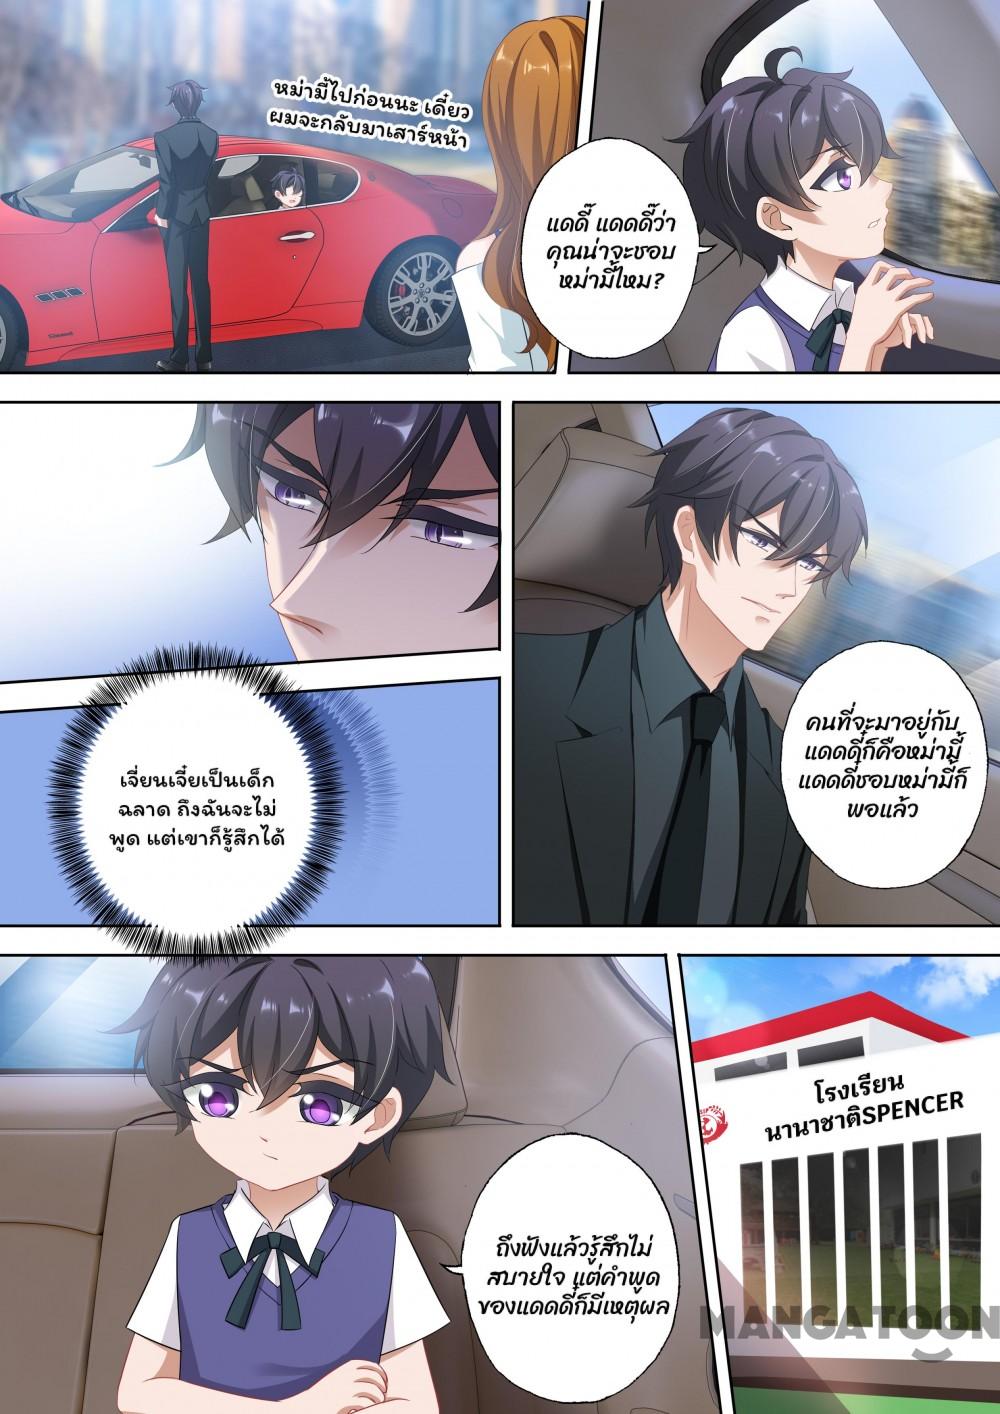 หม่ามี้ไปก่อนนะ เดี๋ยว
ผมจะกลับมาเสาร์หน้า
แดดดี๊ แดดดี๊ว่า
คุณน่าจะชอบ
หม่ามี้ไหม?
คนที่จะมาอยู่กับ
แดดดี๊ก็คือหม่ามี้
แดดดี๊ชอบหม่ามี้ก็
พอแล้ว
เจี่ยนเจี๋ยเป็นเด็ก
ฉลาด ถึงฉันจะไม่
พูด แต่เขาก็รู้สึกได้
ถึงฟังแล้วรู้สึกไม่
สบายใจ แต่คำพูด
ของแดดดี๊ก็มีเหตุผล
โรงเรียน
นานาชาติSPENCER
MANGATOON